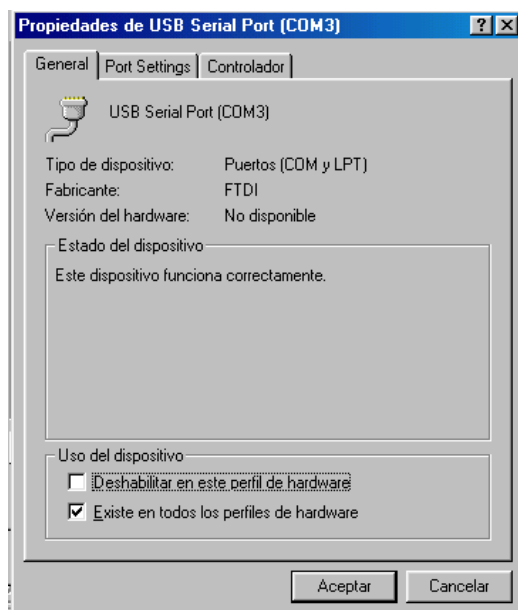 Propiedades de USB Serial Port (COM3)
General Port Settings Controlador
USB Serial Port (COM3)
Tipo de dispositivo: Puertos (COM y LPT)
Fabricante: FTDI
Versión del hardware: No disponible
Estado del dispositivo
Este dispositivo funciona correctamente.
Uso del dispositivo
Deshabilitar en este perfil de hardware
Existe en todos los perfiles de hardware
Aceptar Cancelar